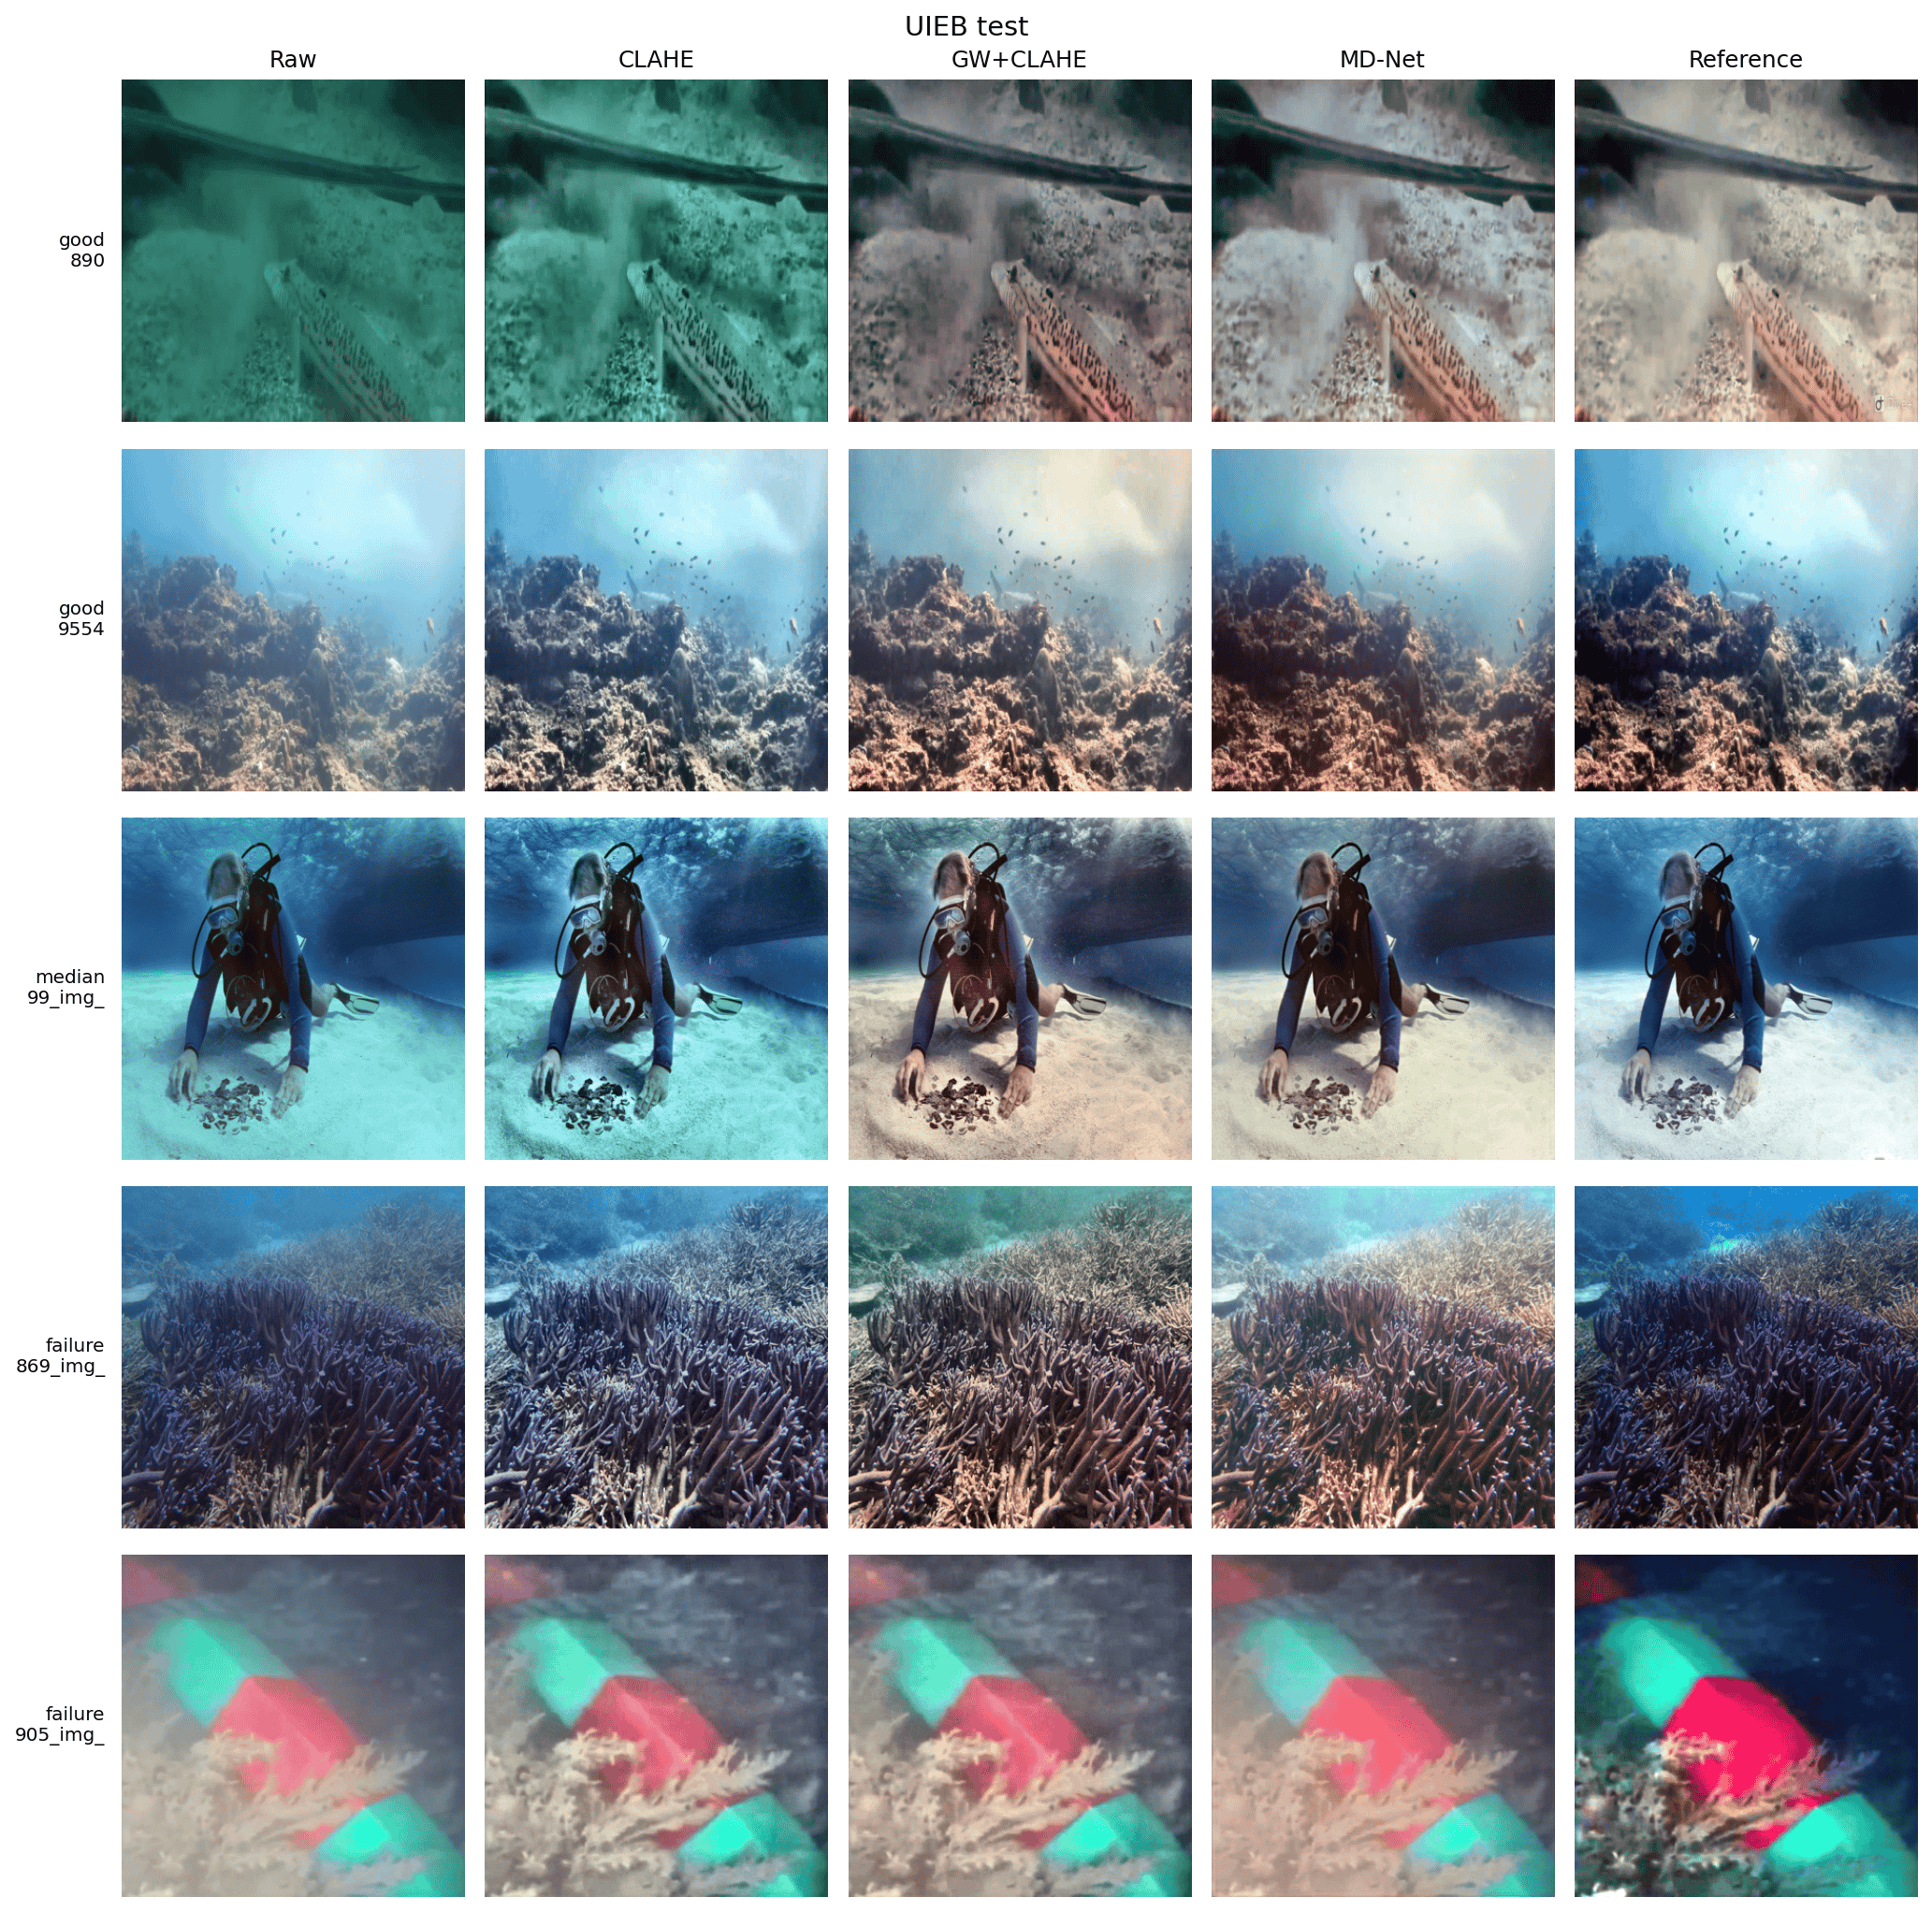 UIEB test
Raw CLAHE GW+CLAHE MD-Net Reference
good
890
good
9554
median
99_img_
failure
869_img_
failure
905_img_